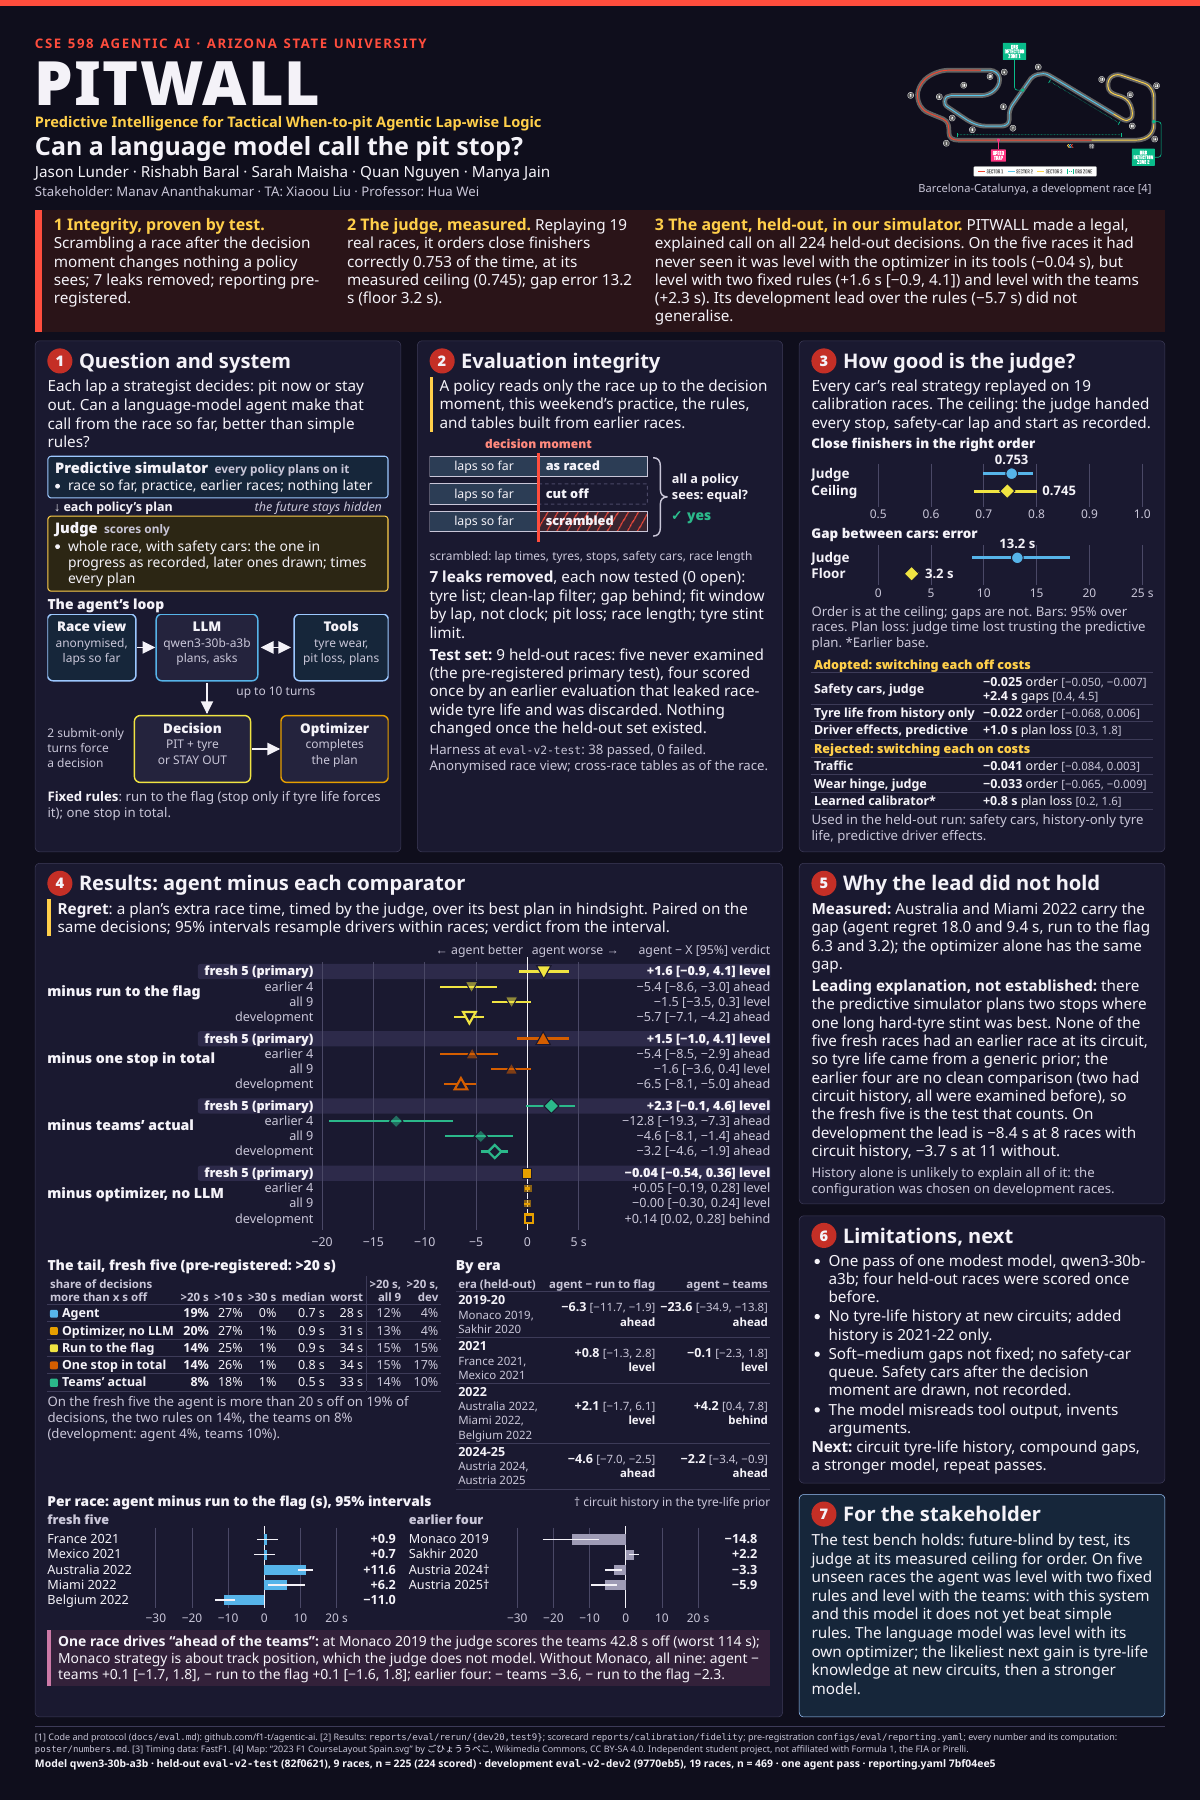 CSE 598 AGENTIC AI · ARIZONA STATE UNIVERSITY
PITWALL
Predictive Intelligence for Tactical When-to-pit Agentic Lap-wise Logic
Can a language model call the pit stop?
Jason Lunder · Rishabh Baral · Sarah Maisha · Quan Nguyen · Manya Jain
Stakeholder: Manav Ananthakumar · TA: Xiaoou Liu · Professor: Hua Wei
Barcelona-Catalunya, a development race [4]
1 Integrity, proven by test.
Scrambling a race after the decision
moment changes nothing a policy
sees; 7 leaks removed; reporting pre-
registered.
2 The judge, measured. Replaying 19
real races, it orders close finishers
correctly 0.753 of the time, at its
measured ceiling (0.745); gap error 13.2
s (floor 3.2 s).
3 The agent, held-out, in our simulator. PITWALL made a legal,
explained call on all 224 held-out decisions. On the five races it had
never seen it was level with the optimizer in its tools (−0.04 s), but
level with two fixed rules (+1.6 s [−0.9, 4.1]) and level with the teams
(+2.3 s). Its development lead over the rules (−5.7 s) did not
generalise.
1 Question and system
Each lap a strategist decides: pit now or stay
out. Can a language-model agent make that
call from the race so far, better than simple
rules?
Predictive simulator every policy plans on it
• race so far, practice, earlier races; nothing later
↓ each policy's plan the future stays hidden
Judge scores only
• whole race, with safety cars: the one in
progress as recorded, later ones drawn; times
every plan
The agent's loop
Race view LLM Tools
anonymised, qwen3-30b-a3b tyre wear,
laps so far plans, asks pit loss, plans
up to 10 turns
2 submit-only
turns force
a decision
Decision Optimizer
PIT + tyre completes
or STAY OUT the plan
Fixed rules: run to the flag (stop only if tyre life forces
it); one stop in total.
2 Evaluation integrity
A policy reads only the race up to the decision
moment, this weekend's practice, the rules,
and tables built from earlier races.
decision moment
laps so far as raced
laps so far cut off
laps so far scrambled
all a policy
sees: equal?
✓ yes
scrambled: lap times, tyres, stops, safety cars, race length
7 leaks removed, each now tested (0 open):
tyre list; clean-lap filter; gap behind; fit window
by lap, not clock; pit loss; race length; tyre stint
limit.
Test set: 9 held-out races: five never examined
(the pre-registered primary test), four scored
once by an earlier evaluation that leaked race-
wide tyre life and was discarded. Nothing
changed once the held-out set existed.
Harness at eval-v2-test: 38 passed, 0 failed.
Anonymised race view; cross-race tables as of the race.
3 How good is the judge?
Every car's real strategy replayed on 19
calibration races. The ceiling: the judge handed
every stop, safety-car lap and start as recorded.
Close finishers in the right order
0.753
Judge
Ceiling 0.745
0.5 0.6 0.7 0.8 0.9 1.0
Gap between cars: error
13.2 s
Judge
Floor 3.2 s
0 5 10 15 20 25 s
Order is at the ceiling; gaps are not. Bars: 95% over
races. Plan loss: judge time lost trusting the predictive
plan. *Earlier base.
Adopted: switching each off costs
Safety cars, judge −0.025 order [−0.050, −0.007]
+2.4 s gaps [0.4, 4.5]
Tyre life from history only −0.022 order [−0.068, 0.006]
Driver effects, predictive +1.0 s plan loss [0.3, 1.8]
Rejected: switching each on costs
Traffic −0.041 order [−0.084, 0.003]
Wear hinge, judge −0.033 order [−0.065, −0.009]
Learned calibrator* +0.8 s plan loss [0.2, 1.6]
Used in the held-out run: safety cars, history-only tyre
life, predictive driver effects.
4 Results: agent minus each comparator
Regret: a plan's extra race time, timed by the judge, over its best plan in hindsight. Paired on the
same decisions; 95% intervals resample drivers within races; verdict from the interval.
← agent better agent worse → agent − X [95%] verdict
fresh 5 (primary) +1.6 [−0.9, 4.1] level
minus run to the flag
earlier 4 −5.4 [−8.6, −3.0] ahead
all 9 −1.5 [−3.5, 0.3] level
development −5.7 [−7.1, −4.2] ahead
fresh 5 (primary) +1.5 [−1.0, 4.1] level
minus one stop in total
earlier 4 −5.4 [−8.5, −2.9] ahead
all 9 −1.6 [−3.6, 0.4] level
development −6.5 [−8.1, −5.0] ahead
fresh 5 (primary) +2.3 [−0.1, 4.6] level
minus teams' actual
earlier 4 −12.8 [−19.3, −7.3] ahead
all 9 −4.6 [−8.1, −1.4] ahead
development −3.2 [−4.6, −1.9] ahead
fresh 5 (primary) −0.04 [−0.54, 0.36] level
minus optimizer, no LLM
earlier 4 +0.05 [−0.19, 0.28] level
all 9 −0.00 [−0.30, 0.24] level
development +0.14 [0.02, 0.28] behind
−20 −15 −10 −5 0 5 s
The tail, fresh five (pre-registered: >20 s)
share of decisions
more than x s off >20 s >10 s >30 s median worst >20 s, all 9 >20 s, dev
Agent 19% 27% 0% 0.7 s 28 s 12% 4%
Optimizer, no LLM 20% 27% 1% 0.9 s 31 s 13% 4%
Run to the flag 14% 25% 1% 0.9 s 34 s 15% 15%
One stop in total 14% 26% 1% 0.8 s 34 s 15% 17%
Teams' actual 8% 18% 1% 0.5 s 33 s 14% 10%
On the fresh five the agent is more than 20 s off on 19% of
decisions, the two rules on 14%, the teams on 8%
(development: agent 4%, teams 10%).
By era
era (held-out) agent − run to flag agent − teams
2019-20
Monaco 2019,
Sakhir 2020
−6.3 [−11.7, −1.9] ahead
−23.6 [−34.9, −13.8] ahead
2021
France 2021,
Mexico 2021
+0.8 [−1.3, 2.8] level
−0.1 [−2.3, 1.8] level
2022
Australia 2022,
Miami 2022,
Belgium 2022
+2.1 [−1.7, 6.1] level
+4.2 [0.4, 7.8] behind
2024-25
Austria 2024,
Austria 2025
−4.6 [−7.0, −2.5] ahead
−2.2 [−3.4, −0.9] ahead
Per race: agent minus run to the flag (s), 95% intervals † circuit history in the tyre-life prior
fresh five
France 2021 +0.9
Mexico 2021 +0.7
Australia 2022 +11.6
Miami 2022 +6.2
Belgium 2022 −11.0
−30 −20 −10 0 10 20 s
earlier four
Monaco 2019 −14.8
Sakhir 2020 +2.2
Austria 2024† −3.3
Austria 2025† −5.9
−30 −20 −10 0 10 20 s
One race drives “ahead of the teams”: at Monaco 2019 the judge scores the teams 42.8 s off (worst 114 s);
Monaco strategy is about track position, which the judge does not model. Without Monaco, all nine: agent −
teams +0.1 [−1.7, 1.8], − run to the flag +0.1 [−1.6, 1.8]; earlier four: − teams −3.6, − run to the flag −2.3.
5 Why the lead did not hold
Measured: Australia and Miami 2022 carry the
gap (agent regret 18.0 and 9.4 s, run to the flag
6.3 and 3.2); the optimizer alone has the same
gap.
Leading explanation, not established: there
the predictive simulator plans two stops where
one long hard-tyre stint was best. None of the
five fresh races had an earlier race at its circuit,
so tyre life came from a generic prior; the
earlier four are no clean comparison (two had
circuit history, all were examined before), so
the fresh five is the test that counts. On
development the lead is −8.4 s at 8 races with
circuit history, −3.7 s at 11 without.
History alone is unlikely to explain all of it: the
configuration was chosen on development races.
6 Limitations, next
• One pass of one modest model, qwen3-30b-
a3b; four held-out races were scored once
before.
• No tyre-life history at new circuits; added
history is 2021-22 only.
• Soft–medium gaps not fixed; no safety-car
queue. Safety cars after the decision
moment are drawn, not recorded.
• The model misreads tool output, invents
arguments.
Next: circuit tyre-life history, compound gaps,
a stronger model, repeat passes.
7 For the stakeholder
The test bench holds: future-blind by test, its
judge at its measured ceiling for order. On five
unseen races the agent was level with two fixed
rules and level with the teams: with this system
and this model it does not yet beat simple
rules. The language model was level with its
own optimizer; the likeliest next gain is tyre-life
knowledge at new circuits, then a stronger
model.
[1] Code and protocol (docs/eval.md): github.com/f1-t/agentic-ai. [2] Results: reports/eval/rerun/{dev20,test9}; scorecard reports/calibration/fidelity; pre-registration configs/eval/reporting.yaml; every number and its computation:
poster/numbers.md. [3] Timing data: FastF1. [4] Map: “2023 F1 CourseLayout Spain.svg” by ごひょううべこ, Wikimedia Commons, CC BY-SA 4.0. Independent student project, not affiliated with Formula 1, the FIA or Pirelli.
Model qwen3-30b-a3b · held-out eval-v2-test (82f0621), 9 races, n = 225 (224 scored) · development eval-v2-dev2 (9770eb5), 19 races, n = 469 · one agent pass · reporting.yaml 7bf04ee5